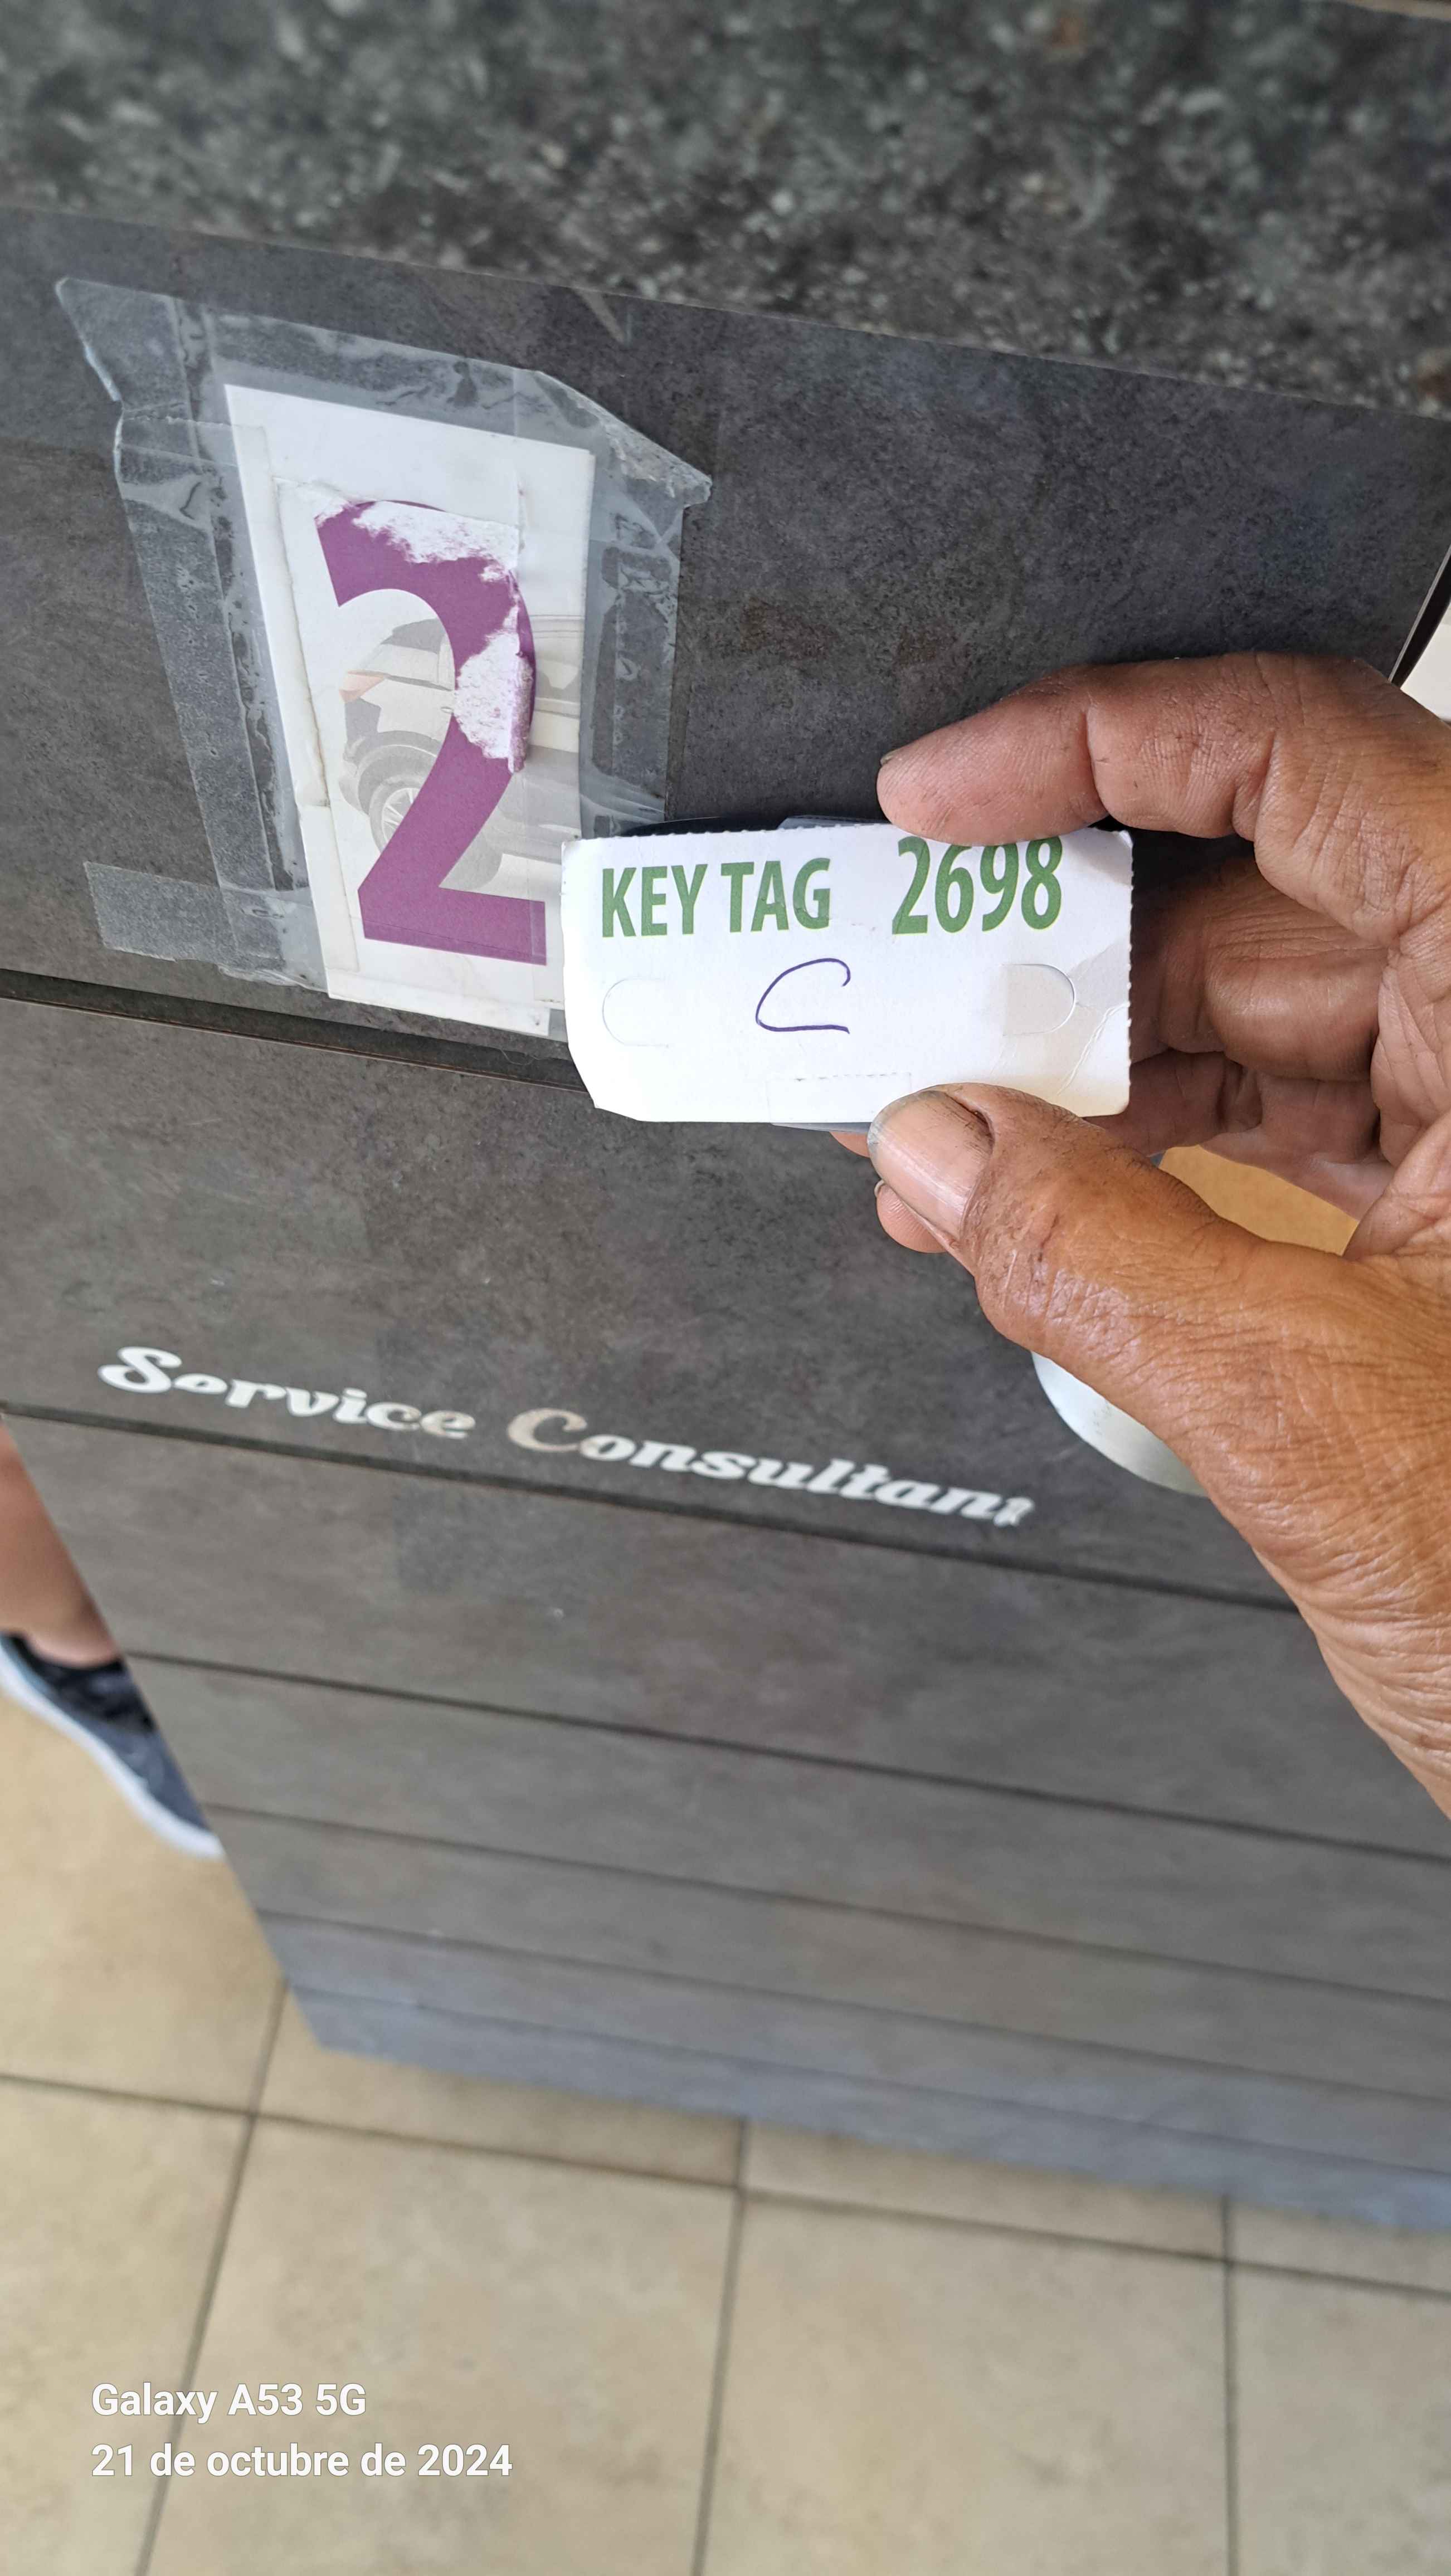 2
KEY TAG 2698
C
Service Consultant
Galaxy A53 5G
21 de octubre de 2024